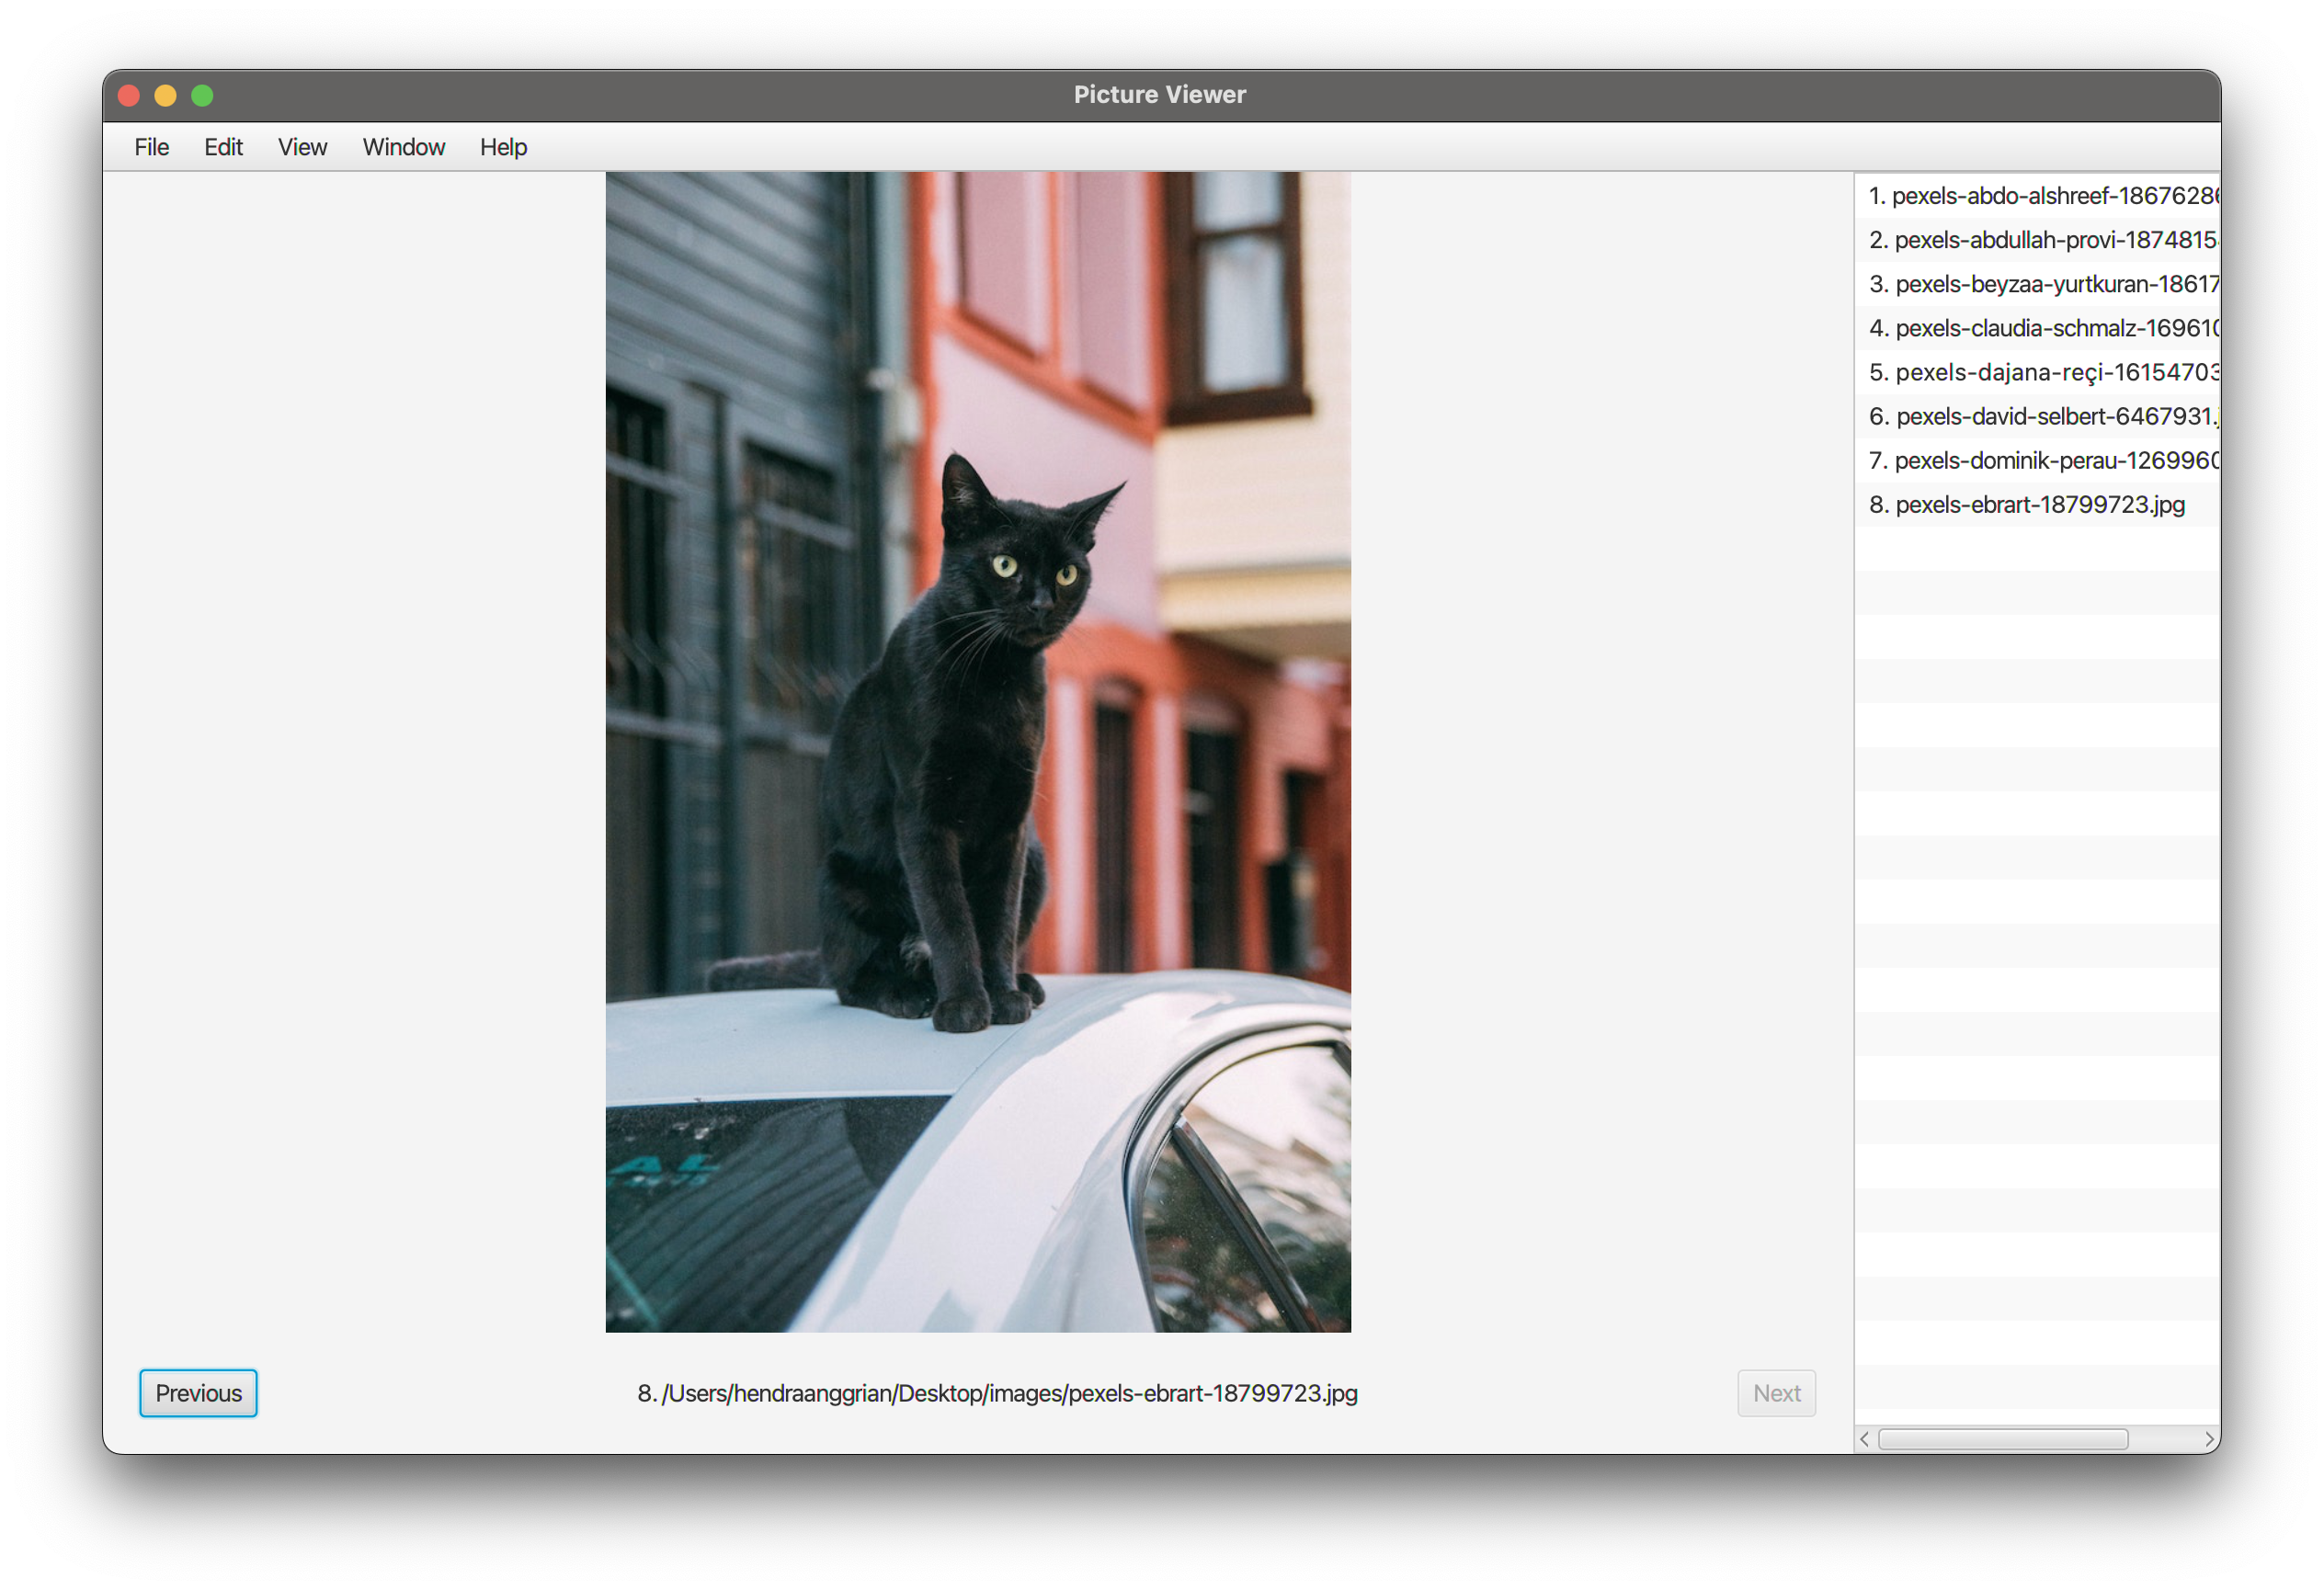 Picture Viewer
File Edit View Window Help
1. pexels-abdo-alshreef-1867628
2. pexels-abdullah-provi-1874815
3. pexels-beyzaa-yurtkuran-18617
4. pexels-claudia-schmalz-16961
5. pexels-dajana-reçi-16154703
6. pexels-david-selbert-6467931.
7. pexels-dominik-perau-126996
8. pexels-ebrart-18799723.jpg
Previous
8. /Users/hendraanggrian/Desktop/images/pexels-ebrart-18799723.jpg
Next